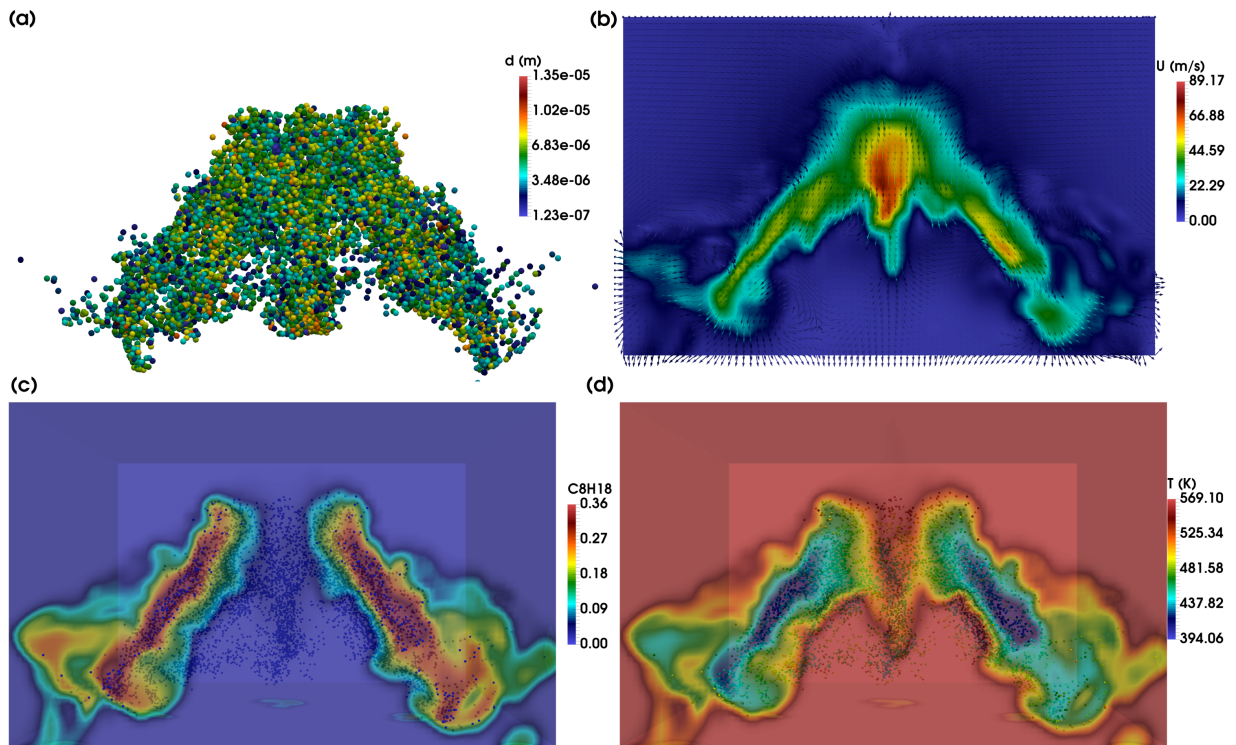 (a)
d (m)
1.35e-05
1.02e-05
6.83e-06
3.48e-06
1.23e-07
(b)
U (m/s)
89.17
66.88
44.59
22.29
0.00
(c)
C8H18
0.36
0.27
0.18
0.09
0.00
(d)
T (K)
569.10
525.34
481.58
437.82
394.06